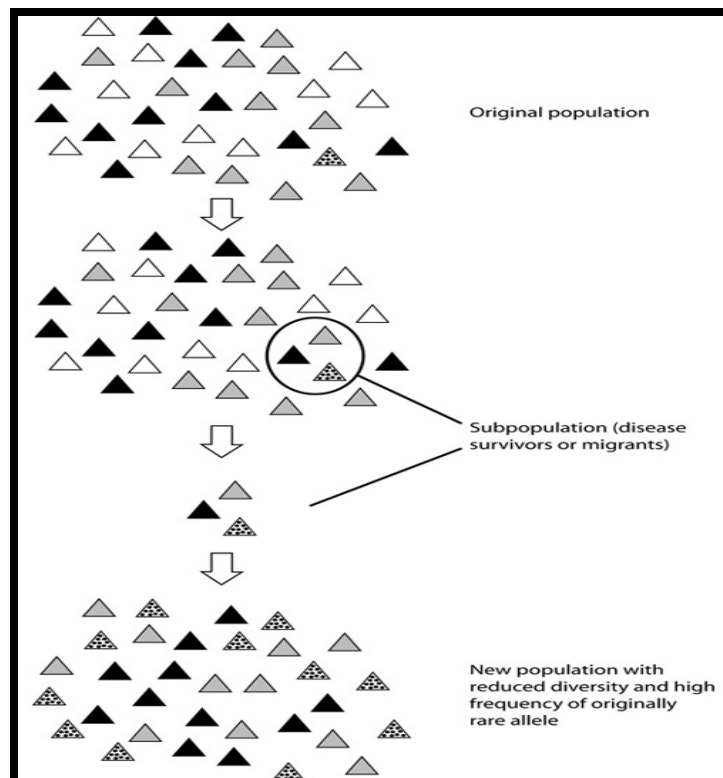 Original population
Subpopulation (disease
survivors or migrants)
New population with
reduced diversity and high
frequency of originally
rare allele